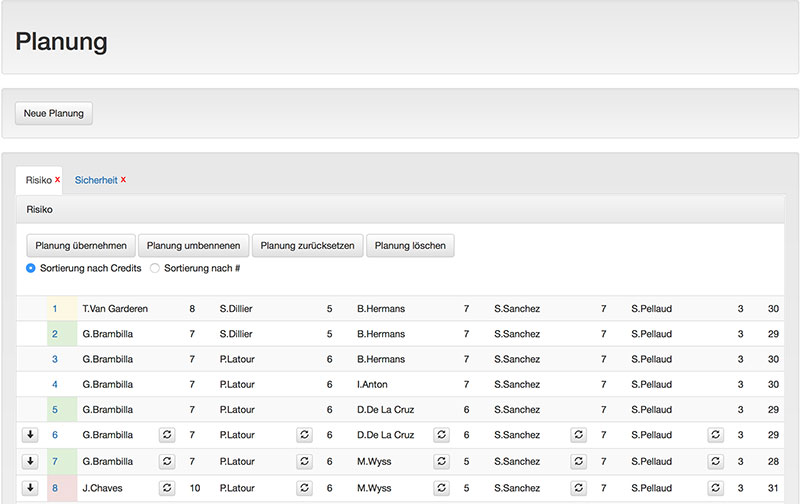 Planung
Neue Planung
Risiko x Sicherheit x
Risiko
Planung übernehmen Planung umbennenen Planung zurücksetzen Planung löschen
Sortierung nach Credits Sortierung nach #
1 T.Van Garderen 8 S.Dillier 5 B.Hermans 7 S.Sanchez 7 S.Pellaud 3 30
2 G.Brambilla 7 S.Dillier 5 B.Hermans 7 S.Sanchez 7 S.Pellaud 3 29
3 G.Brambilla 7 P.Latour 6 B.Hermans 7 S.Sanchez 7 S.Pellaud 3 30
4 G.Brambilla 7 P.Latour 6 I.Anton 7 S.Sanchez 7 S.Pellaud 3 30
5 G.Brambilla 7 P.Latour 6 D.De La Cruz 6 S.Sanchez 7 S.Pellaud 3 29
6 G.Brambilla 7 P.Latour 6 D.De La Cruz 6 S.Sanchez 7 S.Pellaud 3 29
7 G.Brambilla 7 P.Latour 6 M.Wyss 5 S.Sanchez 7 S.Pellaud 3 28
8 J.Chaves 10 P.Latour 6 M.Wyss 5 S.Sanchez 7 S.Pellaud 3 31